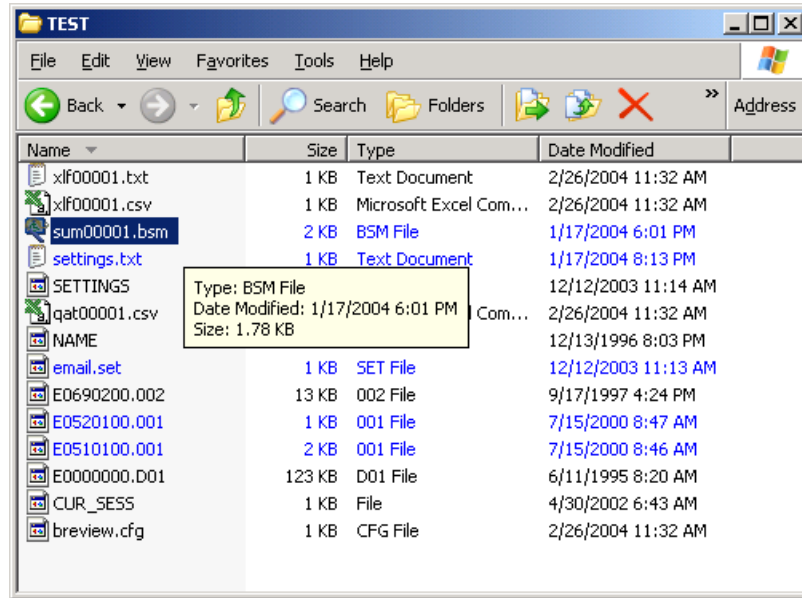 TEST
File Edit View Favorites Tools Help
Back Search Folders » Address
Name Size Type Date Modified
xlf00001.txt 1 KB Text Document 2/26/2004 11:32 AM
xlf00001.csv 1 KB Microsoft Excel Com... 2/26/2004 11:32 AM
sum00001.bsm 2 KB BSM File 1/17/2004 6:01 PM
settings.txt 1 KB Text Document 1/17/2004 8:13 PM
SETTINGS 12/12/2003 11:14 AM
Type: BSM File
Date Modified: 1/17/2004 6:01 PM
Size: 1.78 KB
qat00001.csv Com... 2/26/2004 11:32 AM
NAME 12/13/1996 8:03 PM
email.set 1 KB SET File 12/12/2003 11:13 AM
E0690200.002 13 KB 002 File 9/17/1997 4:24 PM
E0520100.001 1 KB 001 File 7/15/2000 8:47 AM
E0510100.001 2 KB 001 File 7/15/2000 8:46 AM
E0000000.D01 123 KB D01 File 6/11/1995 8:20 AM
CUR_SESS 1 KB File 4/30/2002 6:43 AM
breview.cfg 1 KB CFG File 2/26/2004 11:32 AM